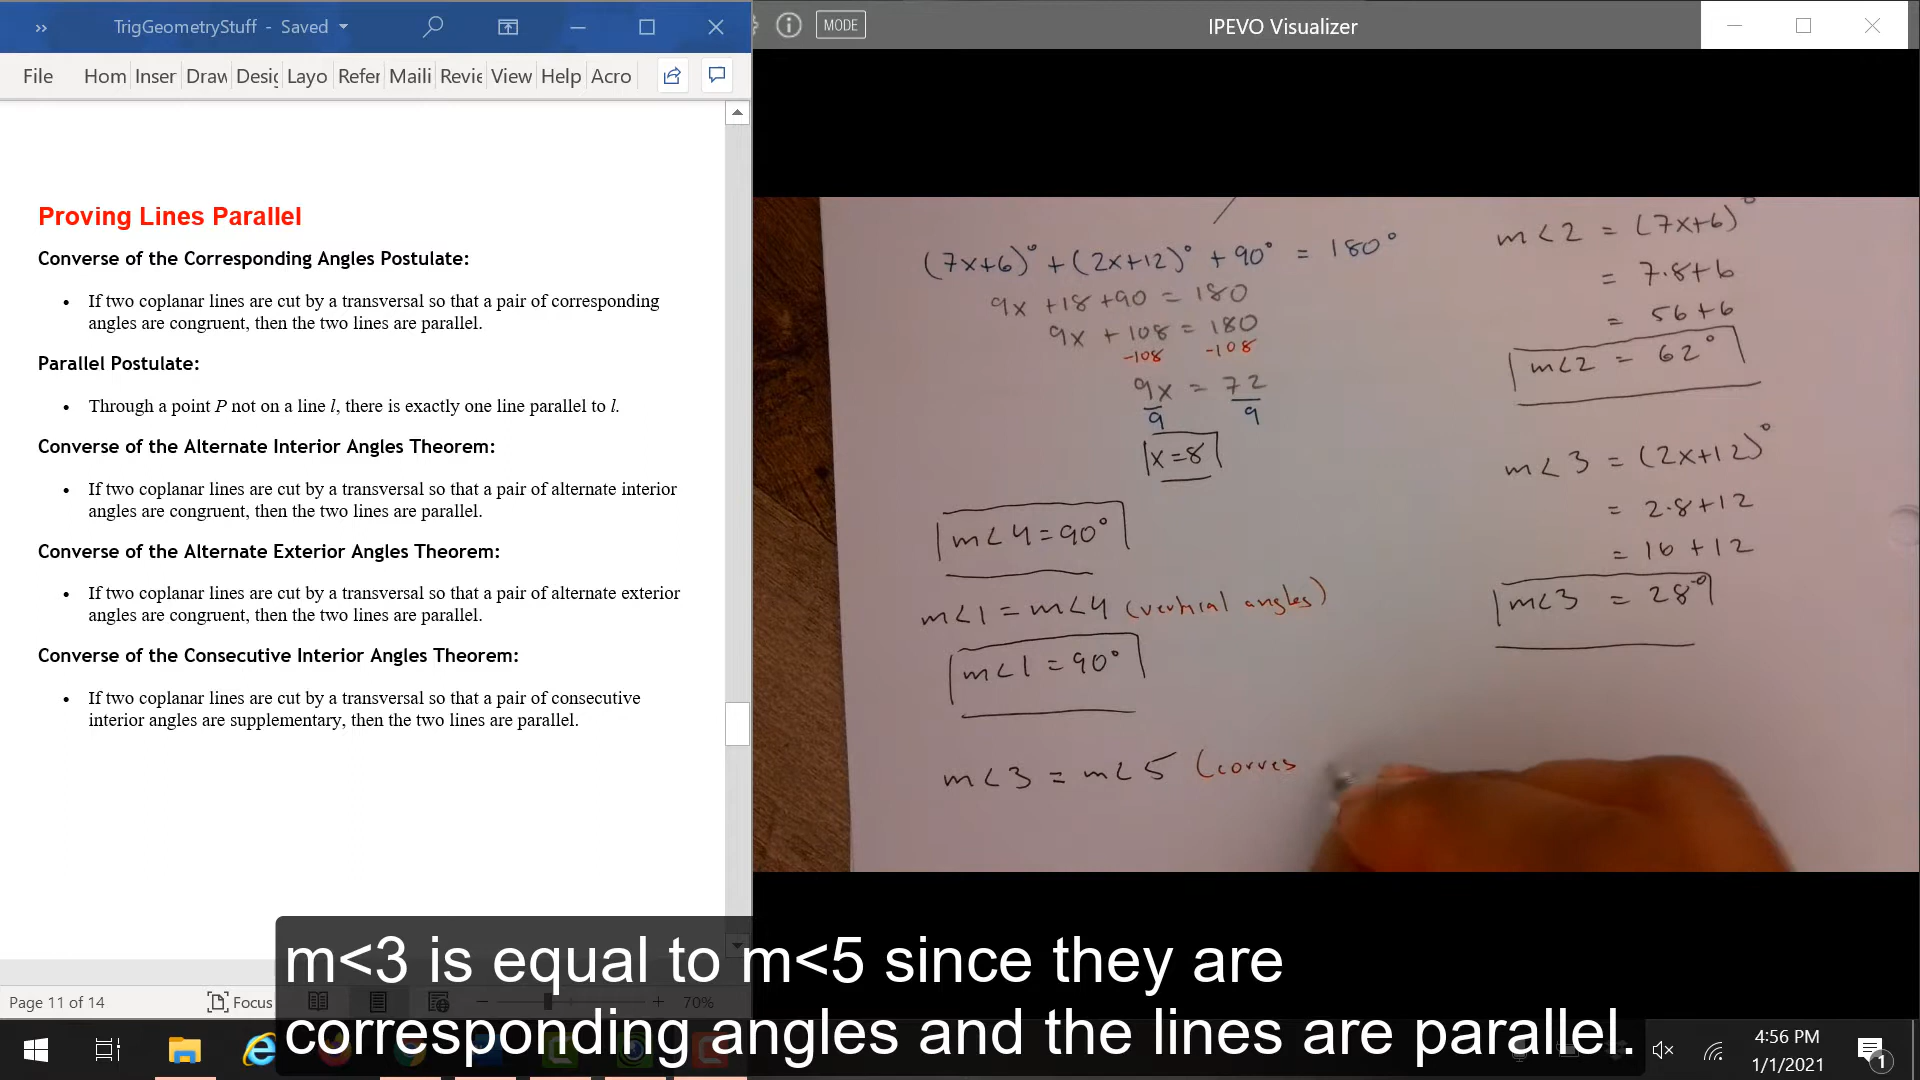 TrigGeometryStuff - Saved
MODE
IPEVO Visualizer
File Hom Inser Draw Desig Layo Refer Maili Revie View Help Acro
Proving Lines Parallel
Converse of the Corresponding Angles Postulate:
• If two coplanar lines are cut by a transversal so that a pair of corresponding
angles are congruent, then the two lines are parallel.
Parallel Postulate:
• Through a point P not on a line l, there is exactly one line parallel to l.
Converse of the Alternate Interior Angles Theorem:
• If two coplanar lines are cut by a transversal so that a pair of alternate interior
angles are congruent, then the two lines are parallel.
Converse of the Alternate Exterior Angles Theorem:
• If two coplanar lines are cut by a transversal so that a pair of alternate exterior
angles are congruent, then the two lines are parallel.
Converse of the Consecutive Interior Angles Theorem:
• If two coplanar lines are cut by a transversal so that a pair of consecutive
interior angles are supplementary, then the two lines are parallel.
(7x+6)° + (2x+12)° + 90° = 180°
9x + 18 + 90 = 180
9x + 108 = 180
-108 -108
9x = 72
9 9
x = 8
m<4 = 90°
m<1 = m<4 (vertical angles)
m<1 = 90°
m<3 = m<5 (corres
m<2 = (7x+6)°
= 7·8+6
= 56+6
m<2 = 62°
m<3 = (2x+12)°
= 2·8+12
= 16+12
m<3 = 28°
m<3 is equal to m<5 since they are
corresponding angles and the lines are parallel.
Page 11 of 14
Focus
70%
4:56 PM
1/1/2021
1